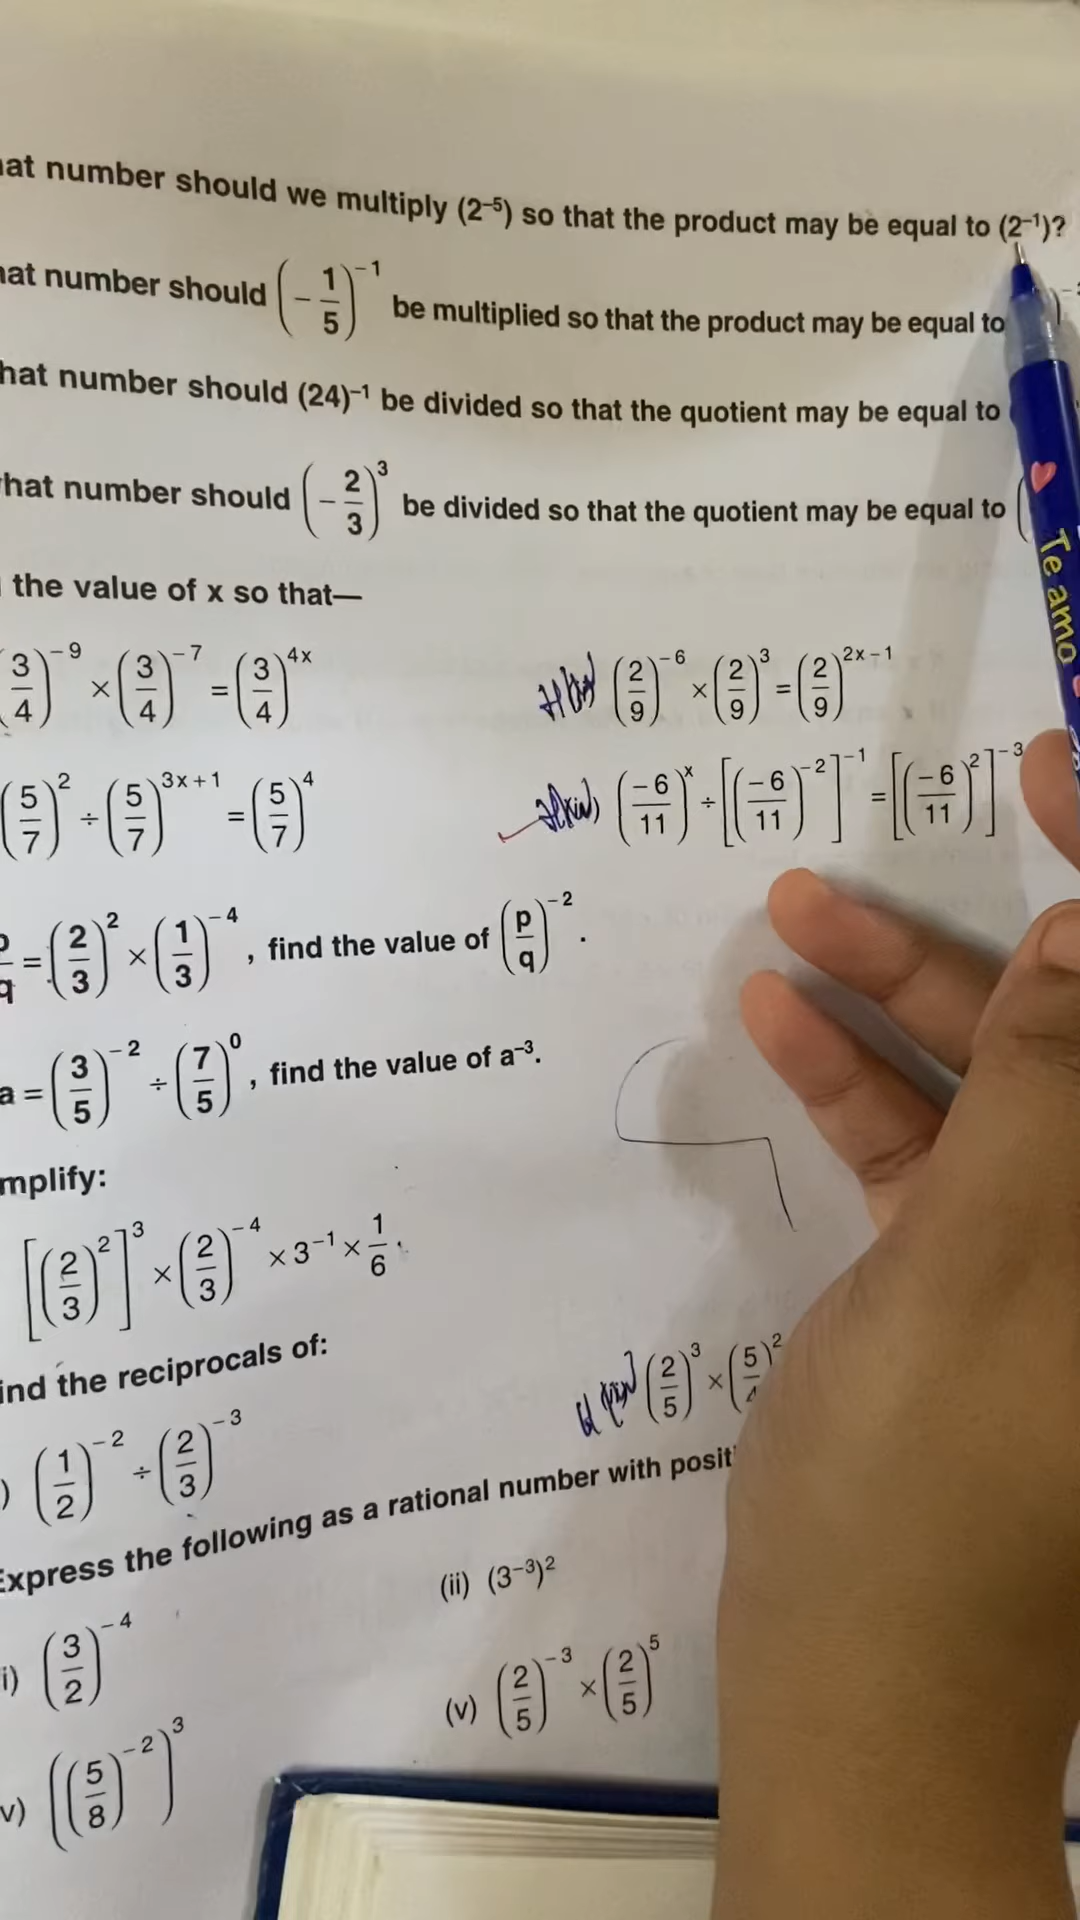 number should we multiply (2⁻⁵) so that the product may be equal to (2⁻¹)?
number should (-1/5)⁻¹ be multiplied so that the product may be equal to
number should (24)⁻¹ be divided so that the quotient may be equal to
number should (-2/3)³ be divided so that the quotient may be equal to (
the value of x so that—
(3/4)⁻⁹ × (3/4)⁻⁷ = (3/4)⁴ˣ (2/9)⁻⁶ × (2/9)³ = (2/9)²ˣ⁻¹
(5/7)² ÷ (5/7)³ˣ⁺¹ = (5/7)⁴ (-6/11)ˣ ÷ [(-6/11)⁻²]⁻¹ = [(-6/11)²]⁻³
= (2/3)² × (1/3)⁻⁴, find the value of (p/q)⁻².
a = (3/5)⁻² ÷ (7/5)⁰, find the value of a⁻³.
mplify:
[(2/3)²]³ × (2/3)⁻⁴ × 3⁻¹ × 1/6.
ind the reciprocals of:
(1/2)⁻² ÷ (2/3)⁻³ (2/5)³ × (5/4)²
Express the following as a rational number with
i) (3/2)⁻⁴ (ii) (3⁻³)²
v) ((5/8)⁻²)³ (v) (2/5)⁻³ × (2/5)⁵
Te amo